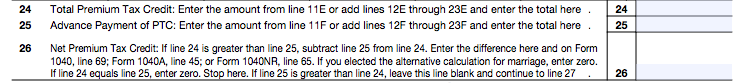 24 Total Premium Tax Credit: Enter the amount from line 11E or add lines 12E through 23E and enter the total here . 24
25 Advance Payment of PTC: Enter the amount from line 11F or add lines 12F through 23F and enter the total here . 25
26 Net Premium Tax Credit: If line 24 is greater than line 25, subtract line 25 from line 24. Enter the difference here and on Form
1040, line 69; Form 1040A, line 45; or Form 1040NR, line 65. If you elected the alternative calculation for marriage, enter zero.
If line 24 equals line 25, enter zero. Stop here. If line 25 is greater than line 24, leave this line blank and continue to line 27 . 26